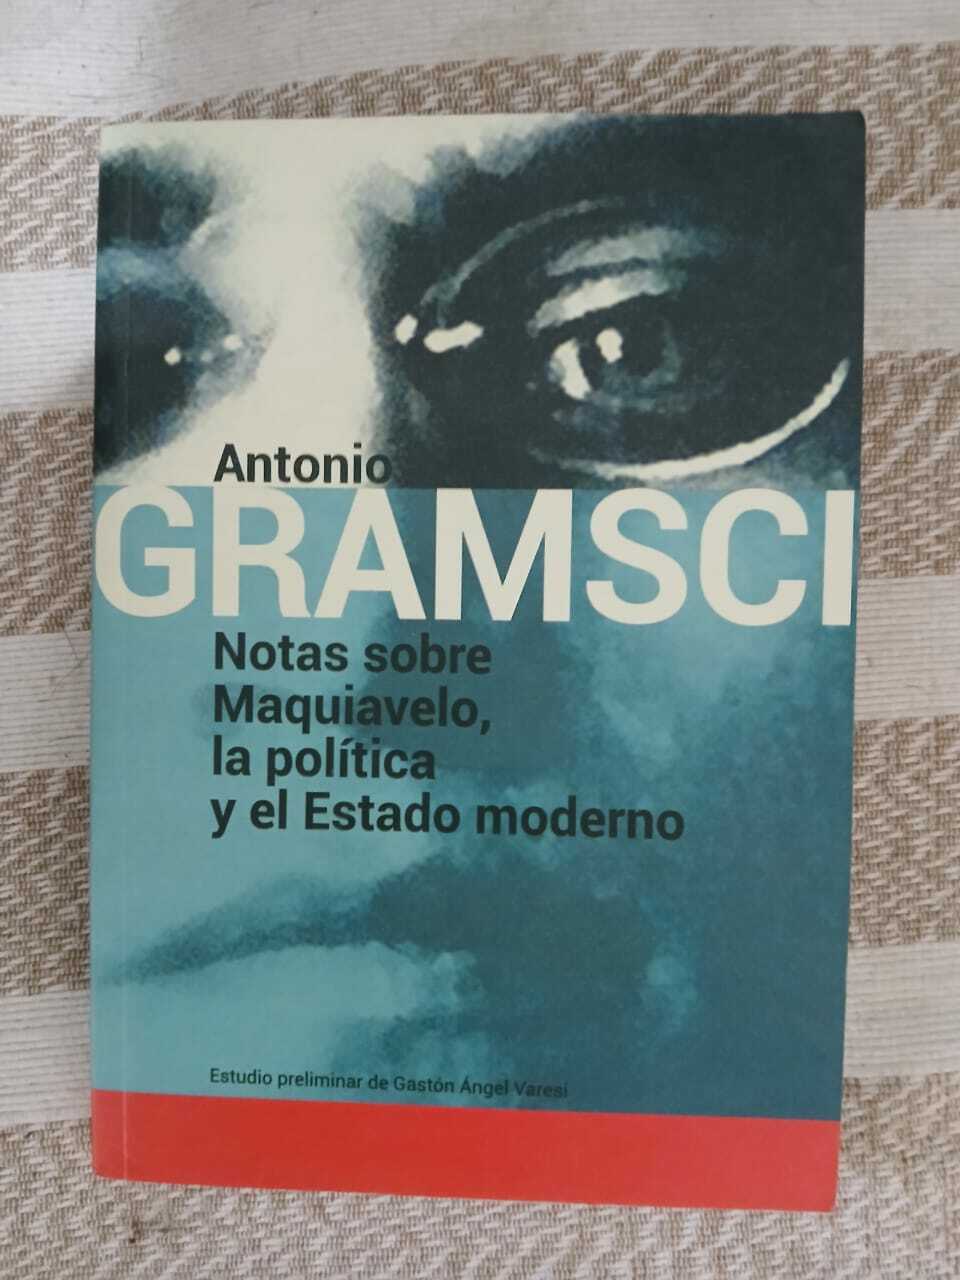 Antonio
GRAMSCI
Notas sobre
Maquiavelo,
la política
y el Estado moderno
Estudio preliminar de Gastón Ángel Varesi